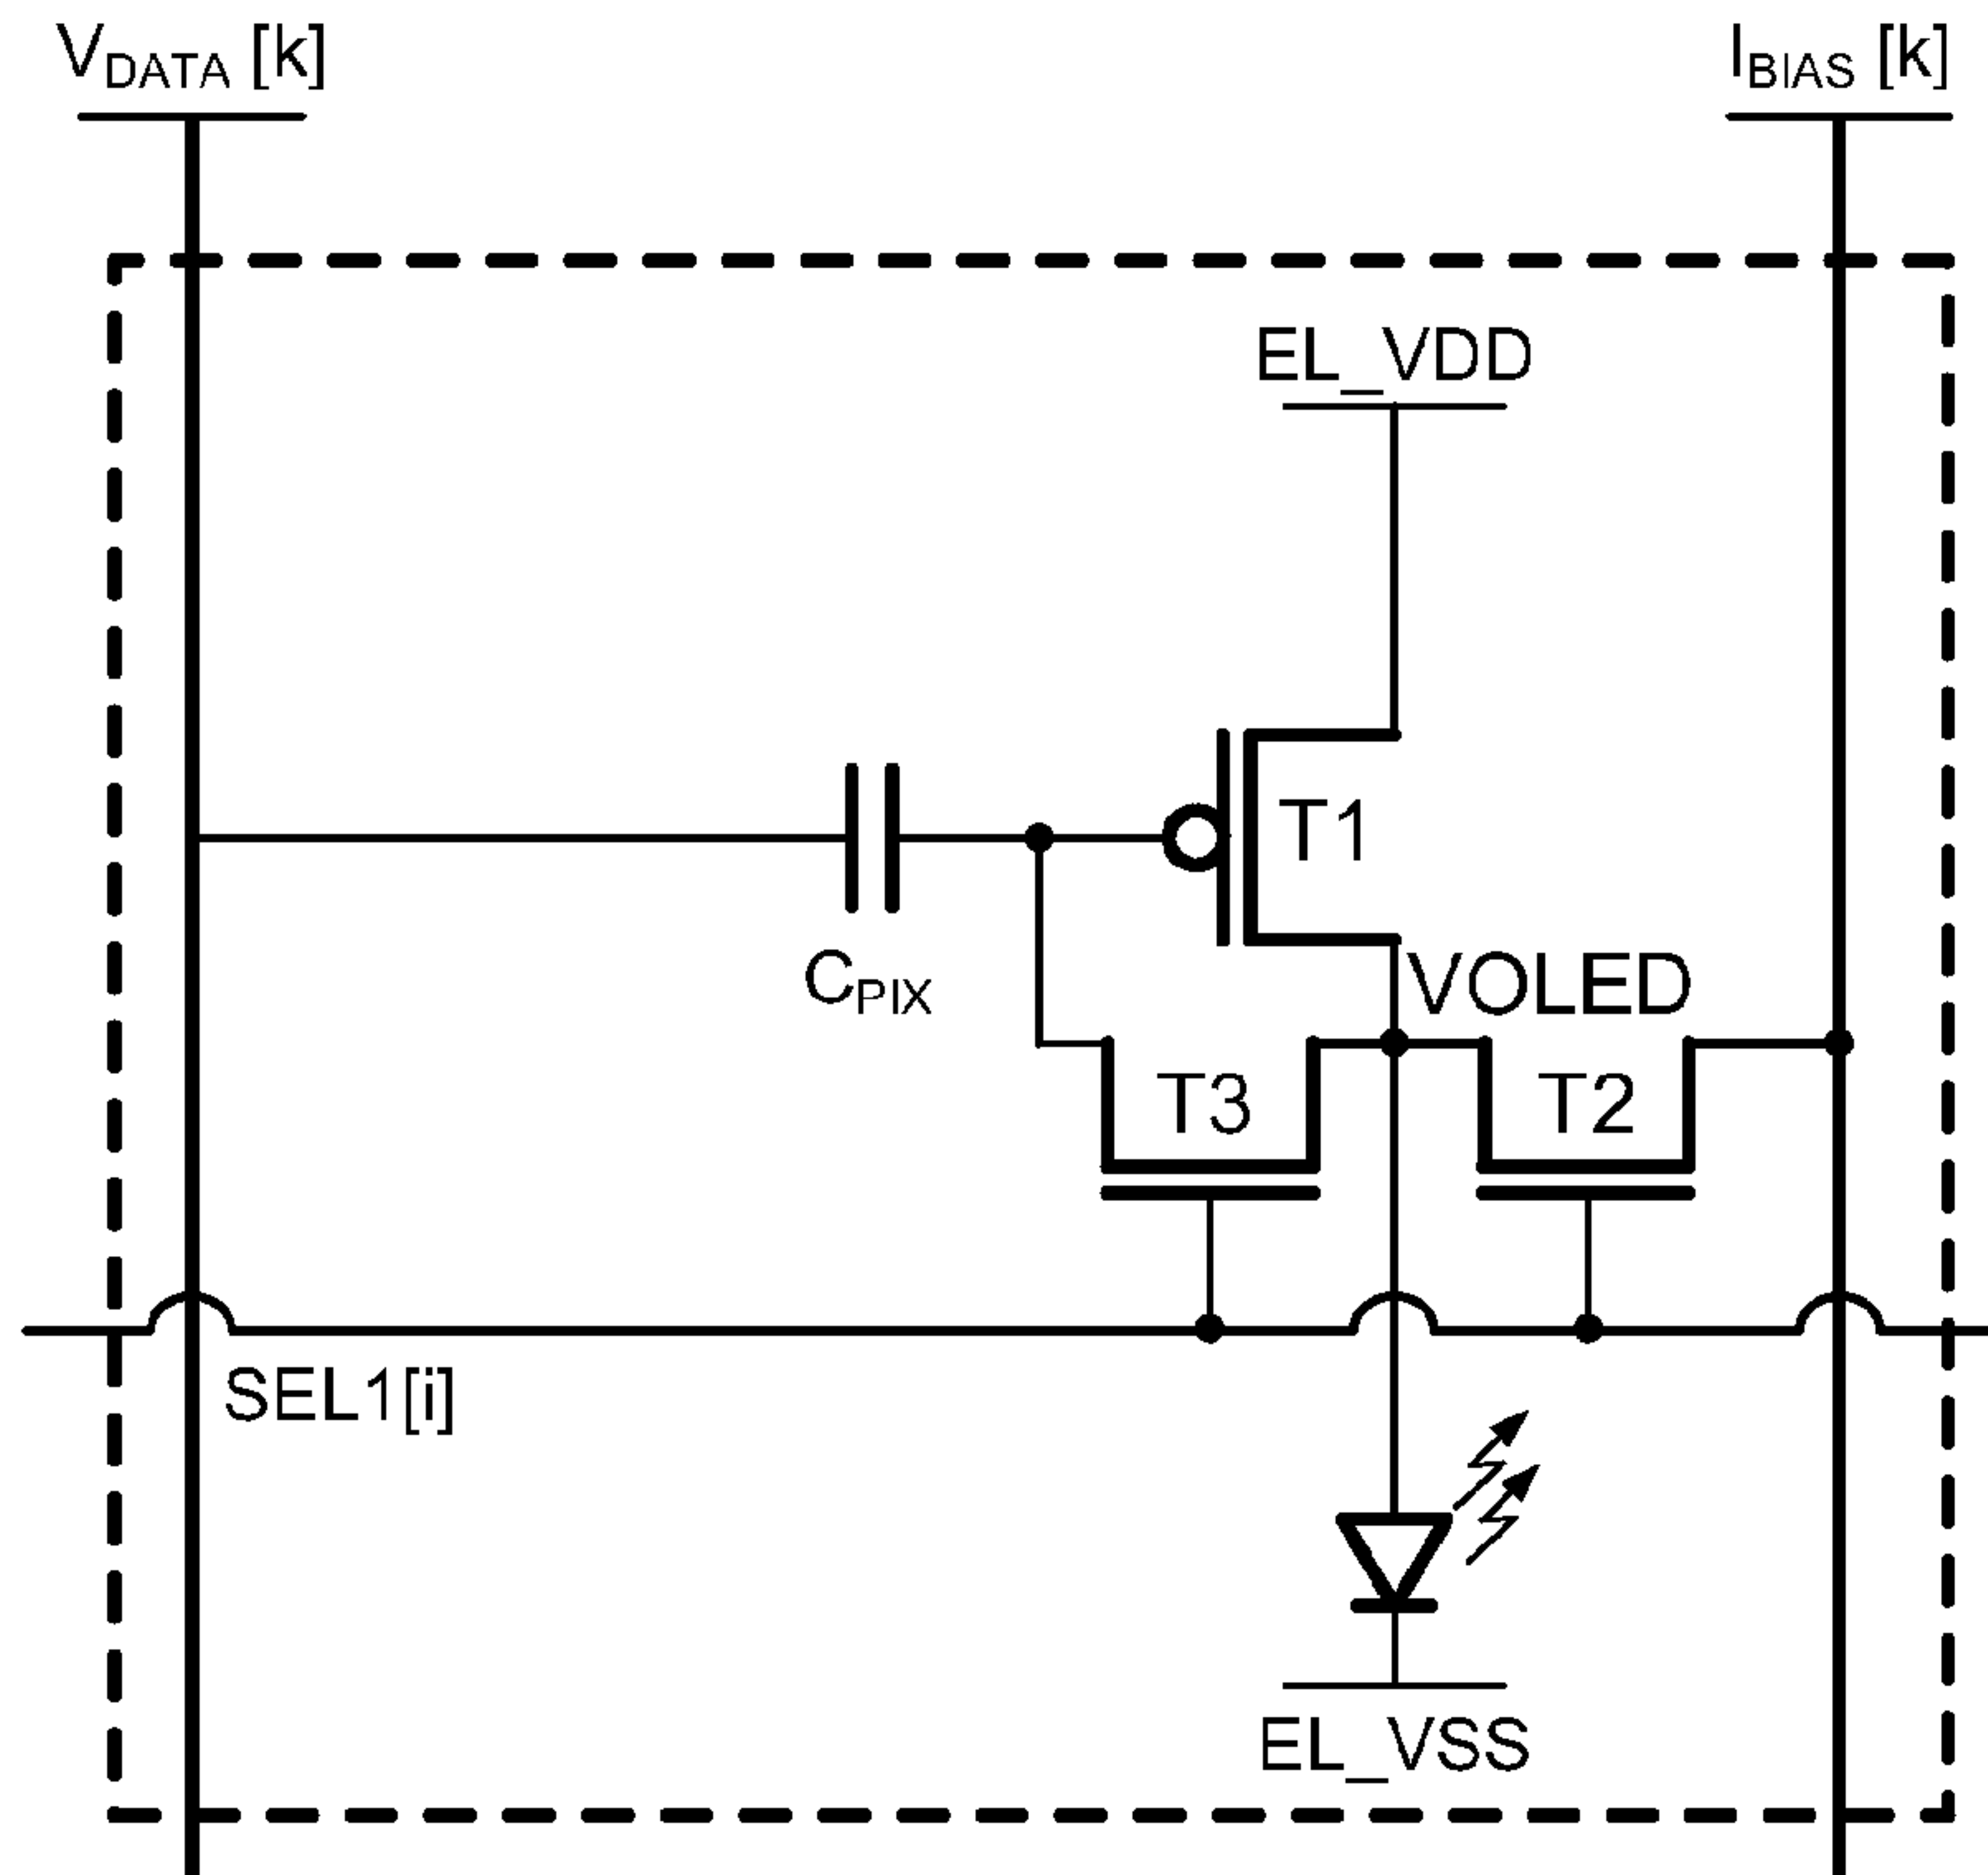 VDATA [k]
IBIAS [k]
EL_VDD
T1
CPIX
VOLED
T3
T2
SEL1[i]
EL_VSS